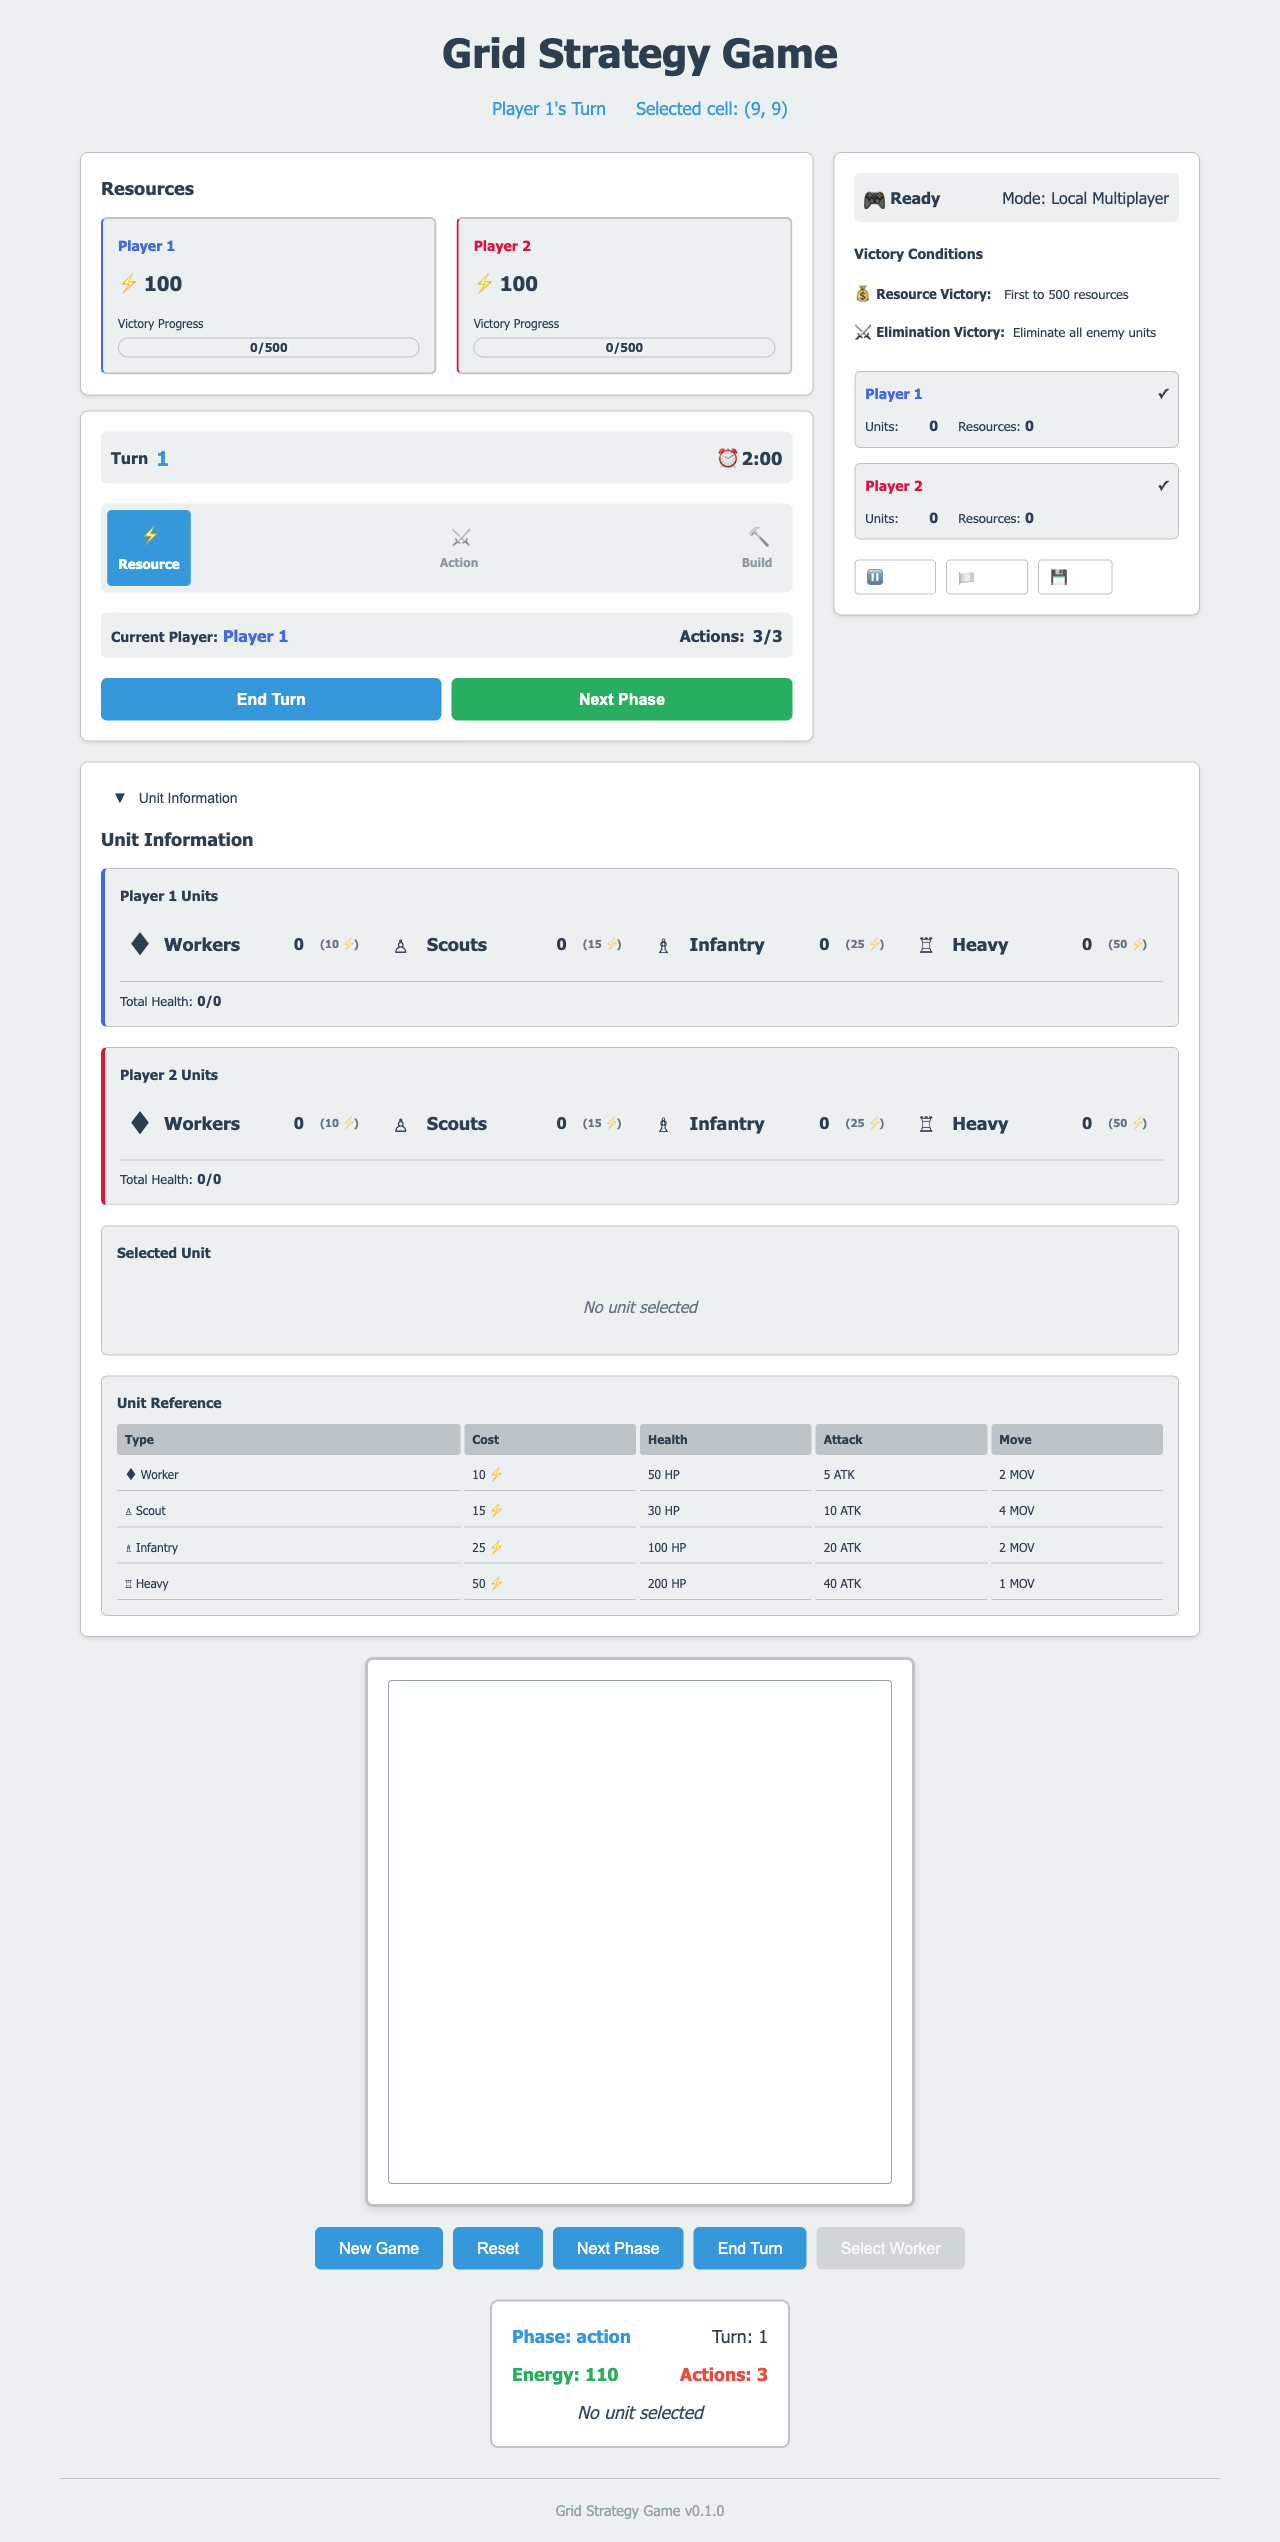 Grid Strategy Game
Player 1's Turn Selected cell: (9, 9)
Resources
Player 1
⚡ 100
Victory Progress
0/500
Player 2
⚡ 100
Victory Progress
0/500
Turn 1 ⏰ 2:00
⚡ Resource
⚔ Action
🔨 Build
Current Player: Player 1 Actions: 3/3
End Turn Next Phase
🎮 Ready Mode: Local Multiplayer
Victory Conditions
💰 Resource Victory: First to 500 resources
⚔ Elimination Victory: Eliminate all enemy units
Player 1 ✓
Units: 0 Resources: 0
Player 2 ✓
Units: 0 Resources: 0
⏸ 🏳 💾
▼ Unit Information
Unit Information
Player 1 Units
♦ Workers 0 (10 ⚡) ♙ Scouts 0 (15 ⚡) ♗ Infantry 0 (25 ⚡) ♖ Heavy 0 (50 ⚡)
Total Health: 0/0
Player 2 Units
♦ Workers 0 (10 ⚡) ♙ Scouts 0 (15 ⚡) ♗ Infantry 0 (25 ⚡) ♖ Heavy 0 (50 ⚡)
Total Health: 0/0
Selected Unit
No unit selected
Unit Reference
Type Cost Health Attack Move
♦ Worker 10 ⚡ 50 HP 5 ATK 2 MOV
♙ Scout 15 ⚡ 30 HP 10 ATK 4 MOV
♗ Infantry 25 ⚡ 100 HP 20 ATK 2 MOV
♖ Heavy 50 ⚡ 200 HP 40 ATK 1 MOV
New Game Reset Next Phase End Turn Select Worker
Phase: action Turn: 1
Energy: 110 Actions: 3
No unit selected
Grid Strategy Game v0.1.0